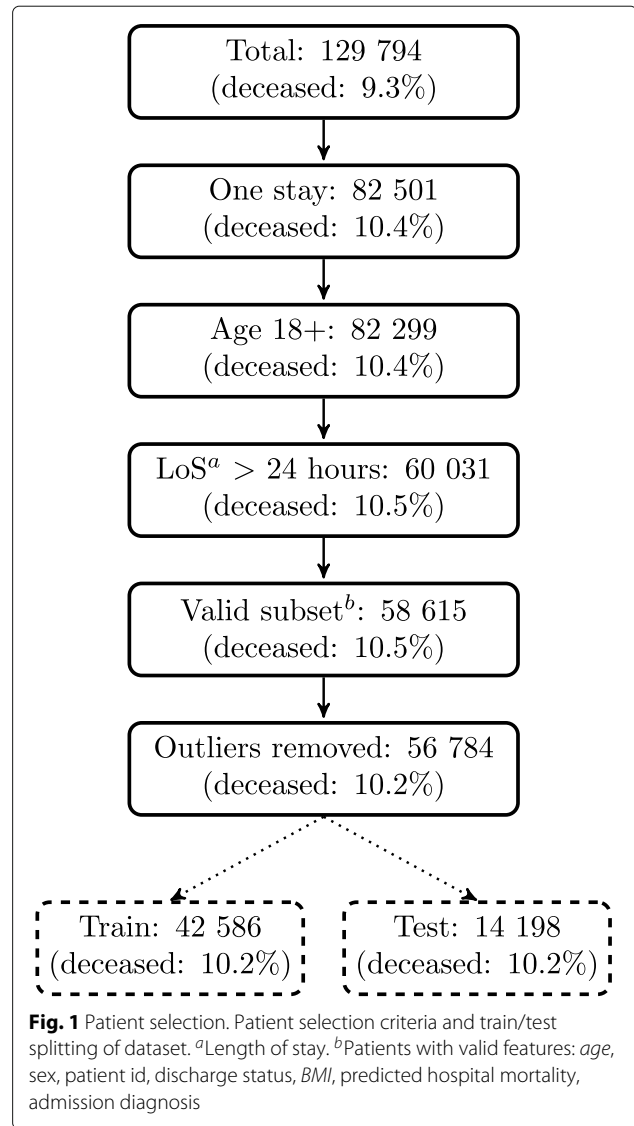 Total: 129 794
(deceased: 9.3%)
One stay: 82 501
(deceased: 10.4%)
Age 18+: 82 299
(deceased: 10.4%)
LoSᵃ > 24 hours: 60 031
(deceased: 10.5%)
Valid subsetᵇ: 58 615
(deceased: 10.5%)
Outliers removed: 56 784
(deceased: 10.2%)
Train: 42 586
(deceased: 10.2%)
Test: 14 198
(deceased: 10.2%)
Fig. 1 Patient selection. Patient selection criteria and train/test
splitting of dataset. ᵃLength of stay. ᵇPatients with valid features: age,
sex, patient id, discharge status, BMI, predicted hospital mortality,
admission diagnosis